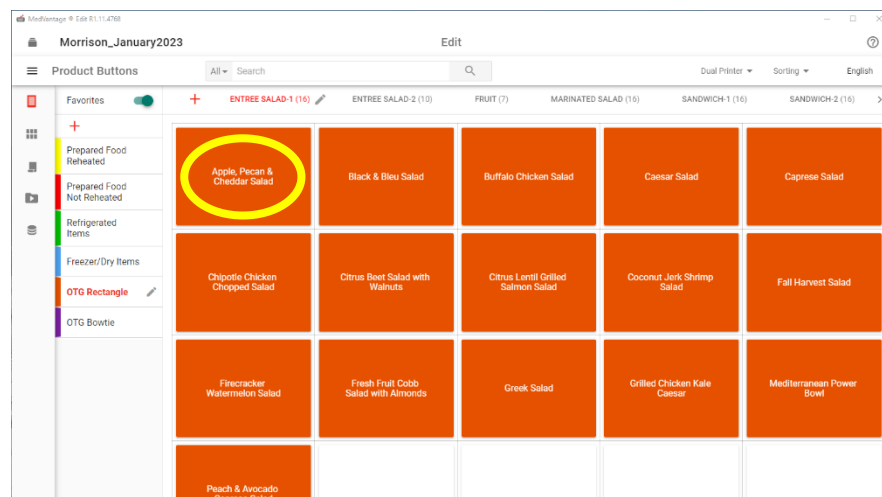 MedVantage ® Edit R1.11.4768
Morrison_January2023
Edit
Product Buttons
All
Search
Dual Printer
Sorting
English
Favorites
ENTREE SALAD-1 (16)
ENTREE SALAD-2 (10)
FRUIT (7)
MARINATED SALAD (16)
SANDWICH-1 (16)
SANDWICH-2 (16)
Prepared Food
Reheated
Prepared Food
Not Reheated
Refrigerated
Items
Freezer/Dry Items
OTG Rectangle
OTG Bowtie
Apple, Pecan &
Cheddar Salad
Black & Bleu Salad
Buffalo Chicken Salad
Caesar Salad
Caprese Salad
Chipotle Chicken
Chopped Salad
Citrus Beet Salad with
Walnuts
Citrus Lentil Grilled
Salmon Salad
Coconut Jerk Shrimp
Salad
Fall Harvest Salad
Firecracker
Watermelon Salad
Fresh Fruit Cobb
Salad with Almonds
Greek Salad
Grilled Chicken Kale
Caesar
Mediterranean Power
Bowl
Peach & Avocado